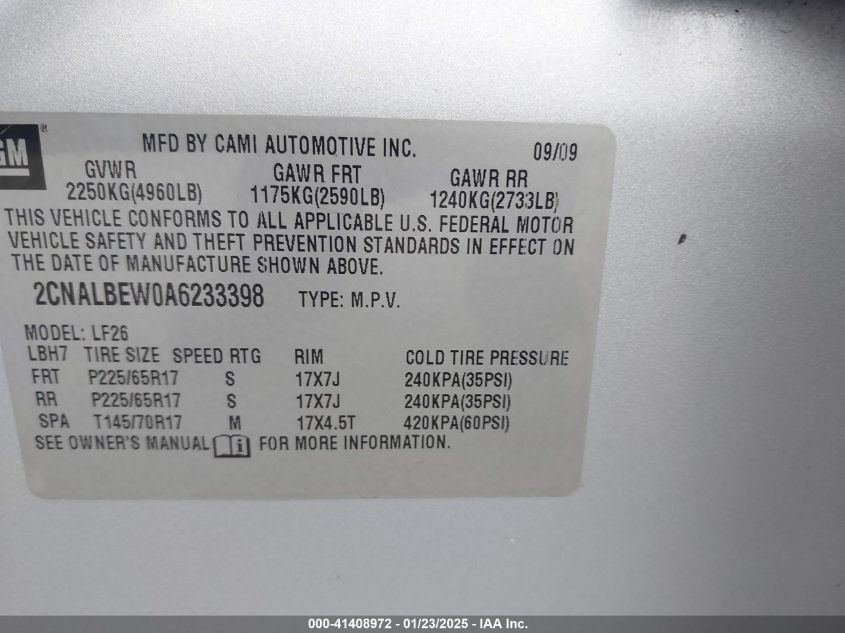 GM®
MFD BY CAMI AUTOMOTIVE INC. 09/09
GVWR GAWR FRT GAWR RR
2250KG(4960LB) 1175KG(2590LB) 1240KG(2733LB)
THIS VEHICLE CONFORMS TO ALL APPLICABLE U.S. FEDERAL MOTOR
VEHICLE SAFETY AND THEFT PREVENTION STANDARDS IN EFFECT ON
THE DATE OF MANUFACTURE SHOWN ABOVE.
2CNALBEW0A6233398 TYPE: M.P.V.
MODEL: LF26
LBH7 TIRE SIZE SPEED RTG RIM COLD TIRE PRESSURE
FRT P225/65R17 S 17X7J 240KPA(35PSI)
RR P225/65R17 S 17X7J 240KPA(35PSI)
SPA T145/70R17 M 17X4.5T 420KPA(60PSI)
SEE OWNER'S MANUAL FOR MORE INFORMATION.
000-41408972 - 01/23/2025 - IAA Inc.